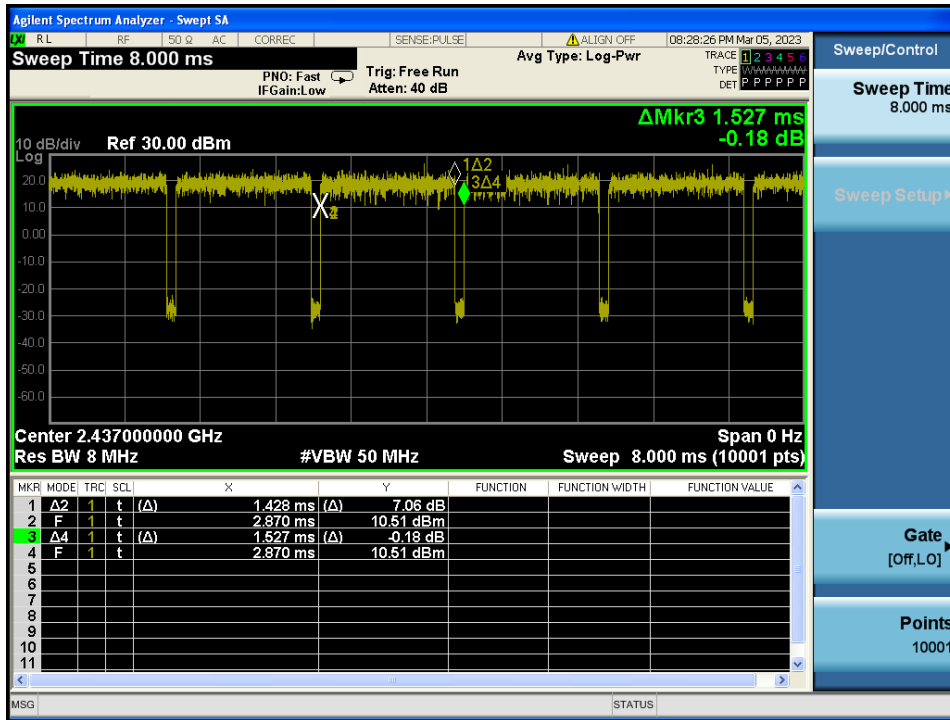 Agilent Spectrum Analyzer - Swept SA
LXI RL RF 50 Ω AC CORREC SENSE:PULSE ALIGN OFF 08:28:26 PM Mar 05, 2023
Sweep Time 8.000 ms
PNO: Fast
IFGain:Low
Trig: Free Run
Atten: 40 dB
Avg Type: Log-Pwr
TRACE 1 2 3 4 5 6
TYPE
DET P P P P P P
ΔMkr3 1.527 ms
-0.18 dB
10 dB/div Ref 30.00 dBm
Log
1Δ2
3Δ4
20.0
10.0
0.00
-10.0
-20.0
-30.0
-40.0
-50.0
-60.0
Center 2.437000000 GHz Span 0 Hz
Res BW 8 MHz #VBW 50 MHz Sweep 8.000 ms (10001 pts)
MKR MODE TRC SCL X Y FUNCTION FUNCTION WIDTH FUNCTION VALUE
1 Δ2 1 t (Δ) 1.428 ms (Δ) 7.06 dB
2 F 1 t 2.870 ms 10.51 dBm
3 Δ4 1 t (Δ) 1.527 ms (Δ) -0.18 dB
4 F 1 t 2.870 ms 10.51 dBm
5
6
7
8
9
10
11
MSG STATUS
Sweep/Control
Sweep Time
8.000 ms
Sweep Setup
Gate
[Off,LO]
Points
10001